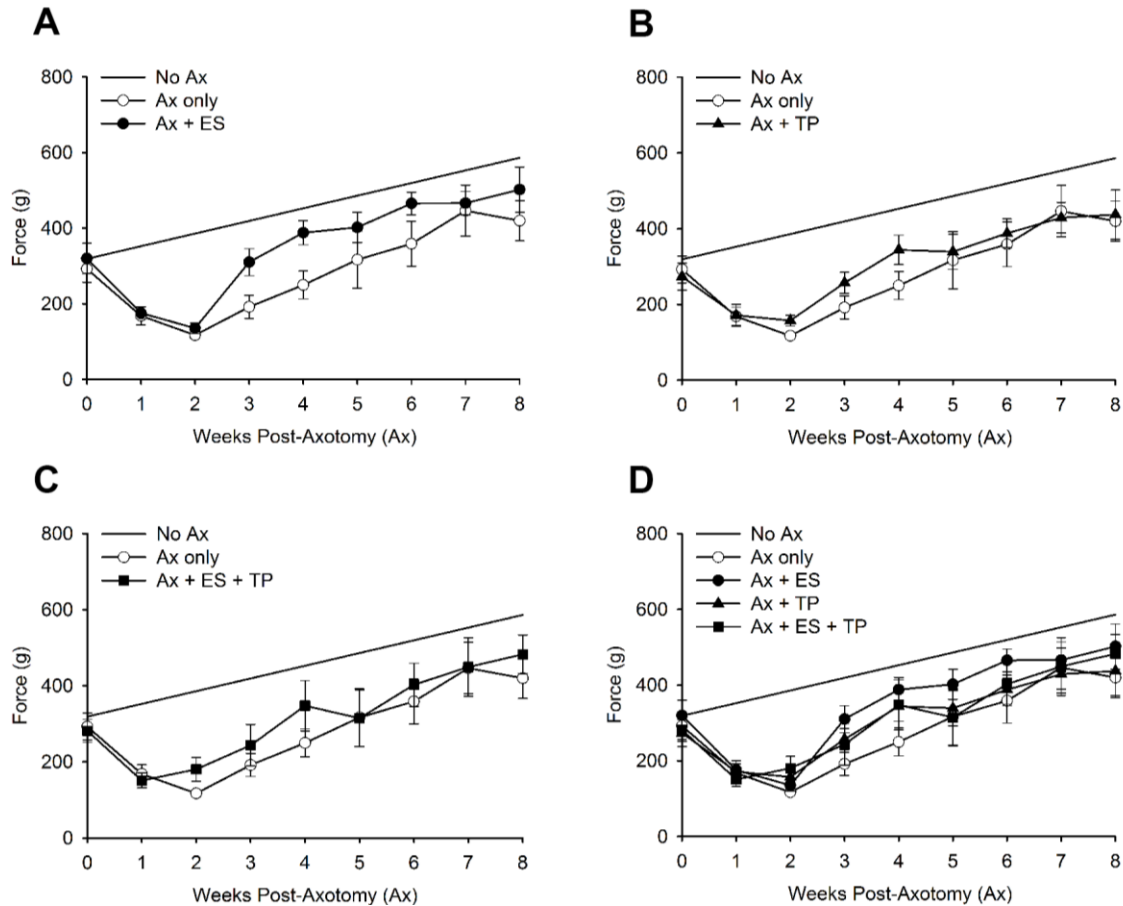 A
800
600
400
200
0
Force (g)
No Ax
Ax only
Ax + ES
0 1 2 3 4 5 6 7 8
Weeks Post-Axotomy (Ax)
B
800
600
400
200
0
Force (g)
No Ax
Ax only
Ax + TP
0 1 2 3 4 5 6 7 8
Weeks Post-Axotomy (Ax)
C
800
600
400
200
0
Force (g)
No Ax
Ax only
Ax + ES + TP
0 1 2 3 4 5 6 7 8
Weeks Post-Axotomy (Ax)
D
800
600
400
200
0
Force (g)
No Ax
Ax only
Ax + ES
Ax + TP
Ax + ES + TP
0 1 2 3 4 5 6 7 8
Weeks Post-Axotomy (Ax)